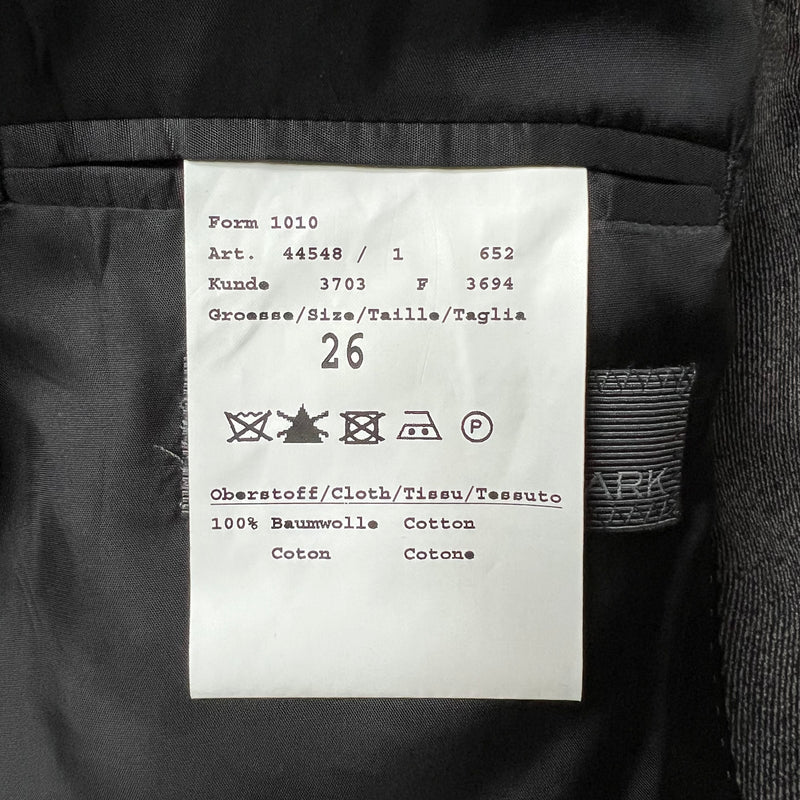 Form 1010
Art. 44548 / 1 652
Kunde 3703 F 3694
Groesse/Size/Taille/Taglia
26
P
Oberstoff/Cloth/Tissu/Tessuto
100% Baumwolle Cotton
Coton Cotone